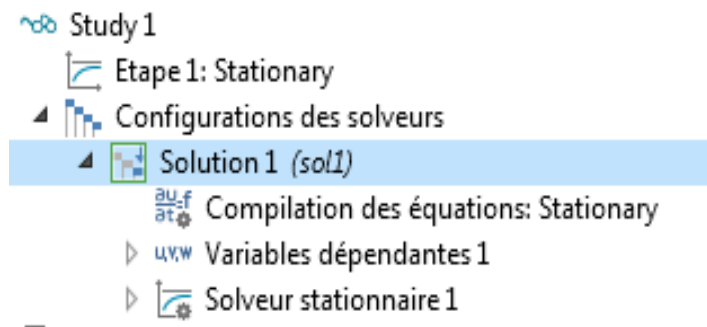 Study 1
Etape 1: Stationary
Configurations des solveurs
Solution 1 (sol1)
∂u/∂t=f Compilation des équations: Stationary
u,v,w Variables dépendantes 1
Solveur stationnaire 1